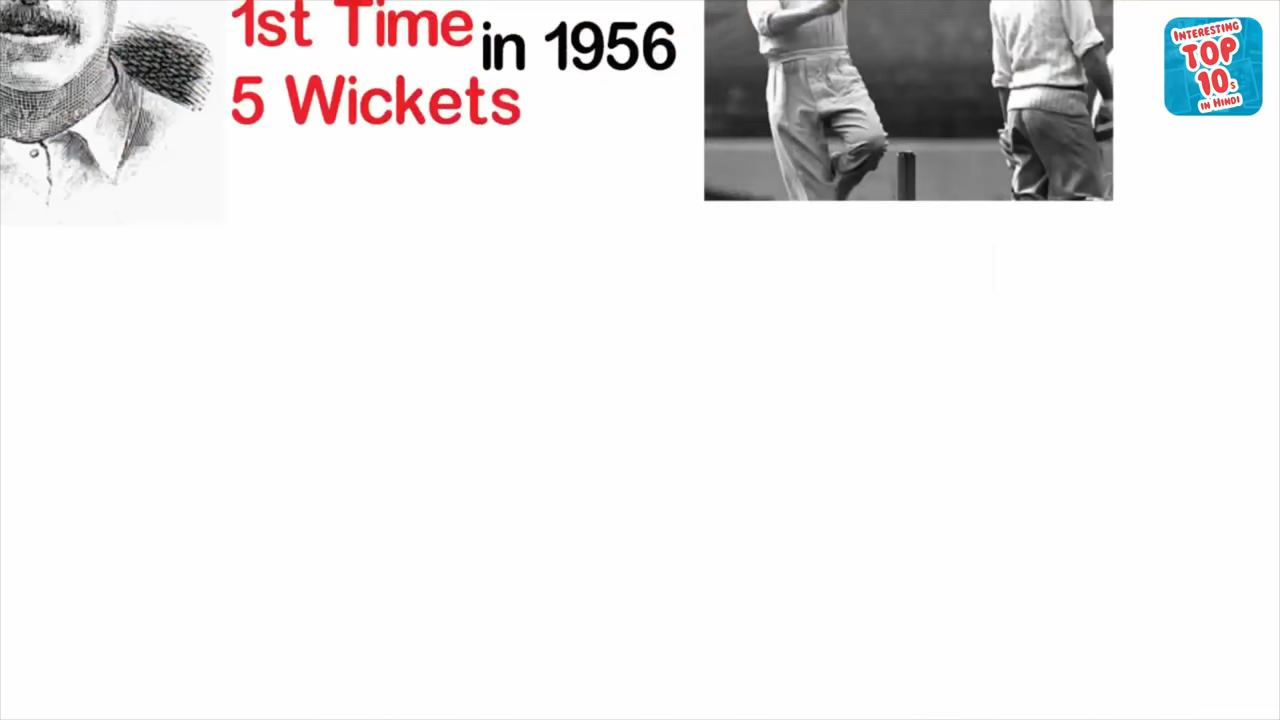 1st Time
in 1956
5 Wickets
INTERESTING
TOP
10s
IN HINDI